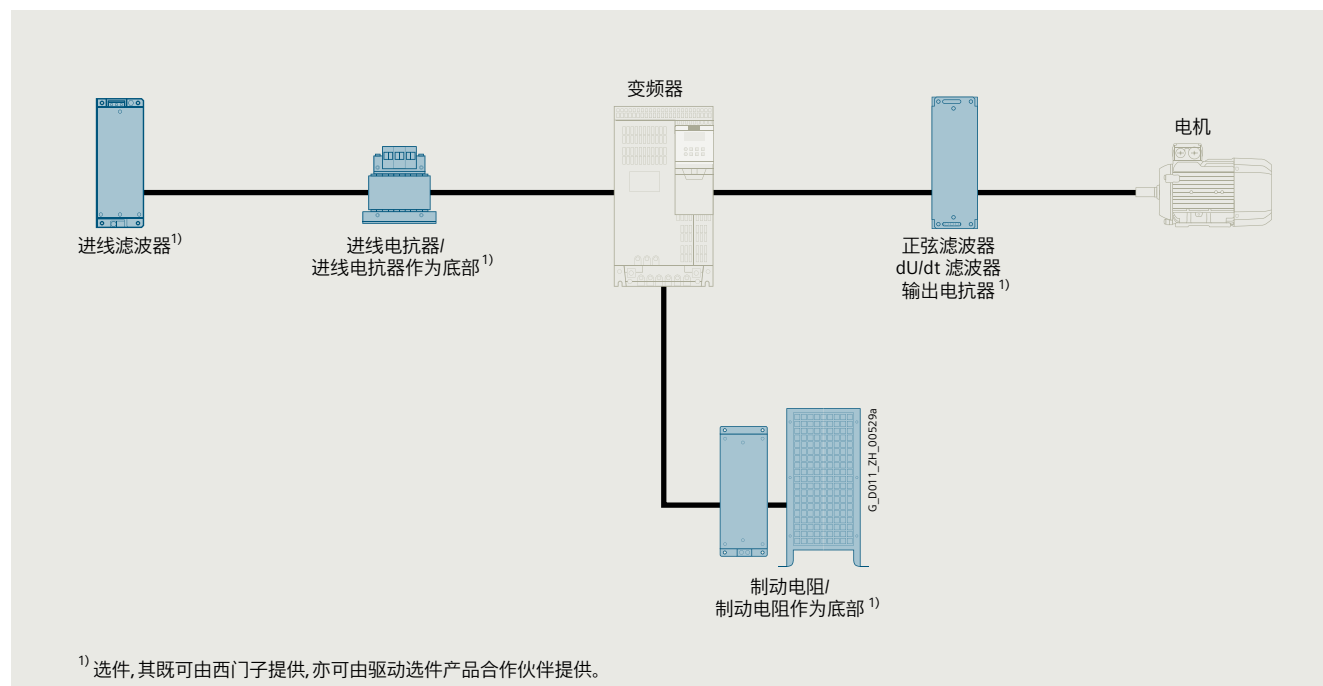 变频器
电机
进线滤波器1)
进线电抗器/
进线电抗器作为底部1)
正弦滤波器
dU/dt 滤波器
输出电抗器1)
G_D011_ZH_00529a
制动电阻/
制动电阻作为底部1)
1) 选件,其既可由西门子提供,亦可由驱动选件产品合作伙伴提供。